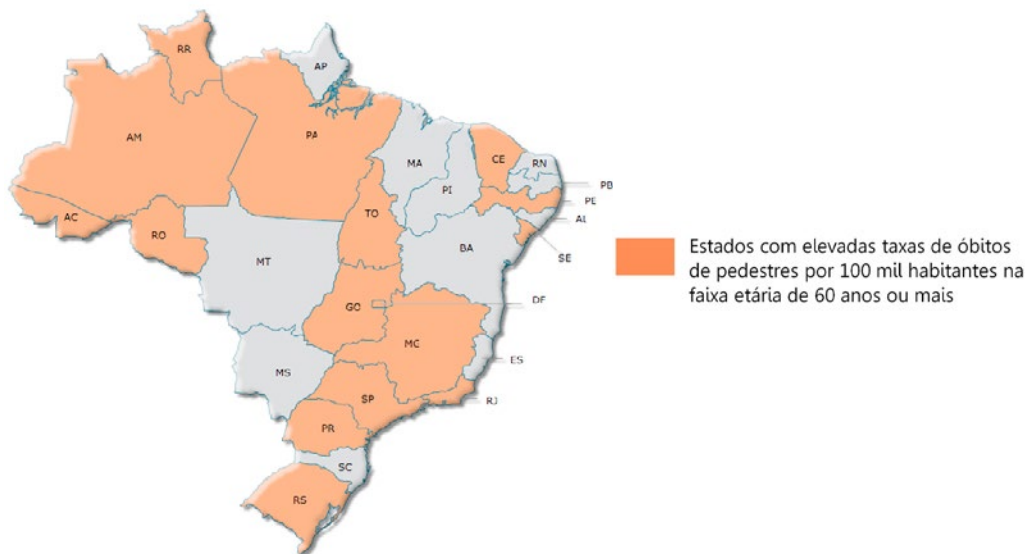 RR
AP
AM
PA
MA
CE
RN
PB
PI
PE
AL
TO
AC
RO
SE
BA
MT
Estados com elevadas taxas de óbitos
de pedestres por 100 mil habitantes na
faixa etária de 60 anos ou mais
DF
GO
MC
ES
MS
SP
RJ
PR
SC
RS